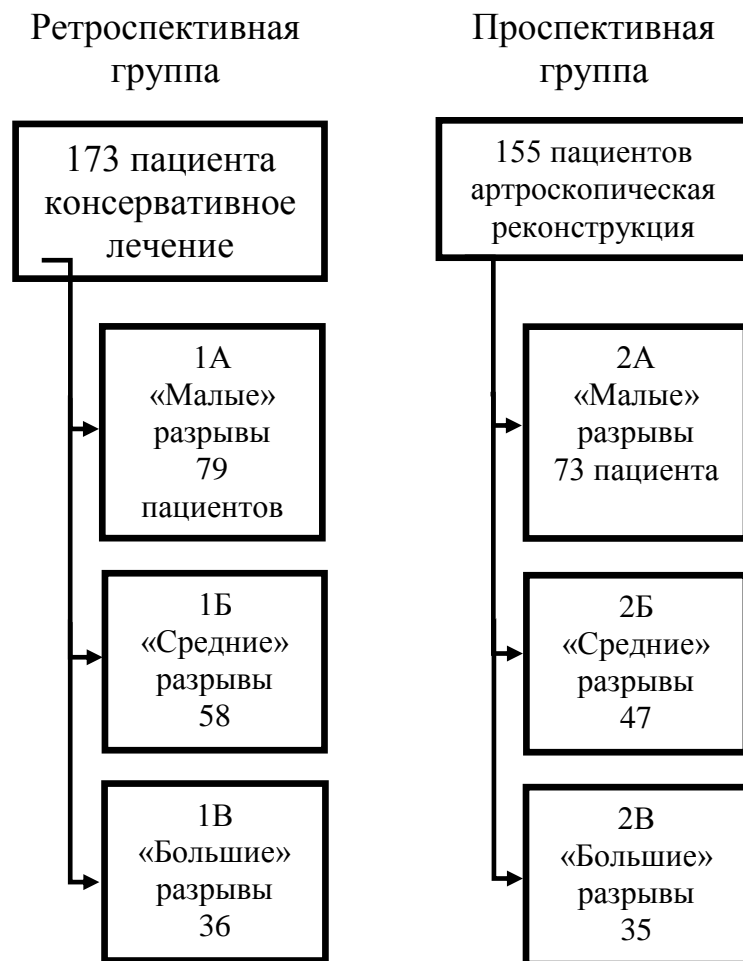 Ретроспективная
группа
173 пациента
консервативное
лечение
1А
«Малые»
разрывы
79
пациентов
1Б
«Средние»
разрывы
58
1В
«Большие»
разрывы
36
Проспективная
группа
155 пациентов
артроскопическая
реконструкция
2А
«Малые»
разрывы
73 пациента
2Б
«Средние»
разрывы
47
2В
«Большие»
разрывы
35